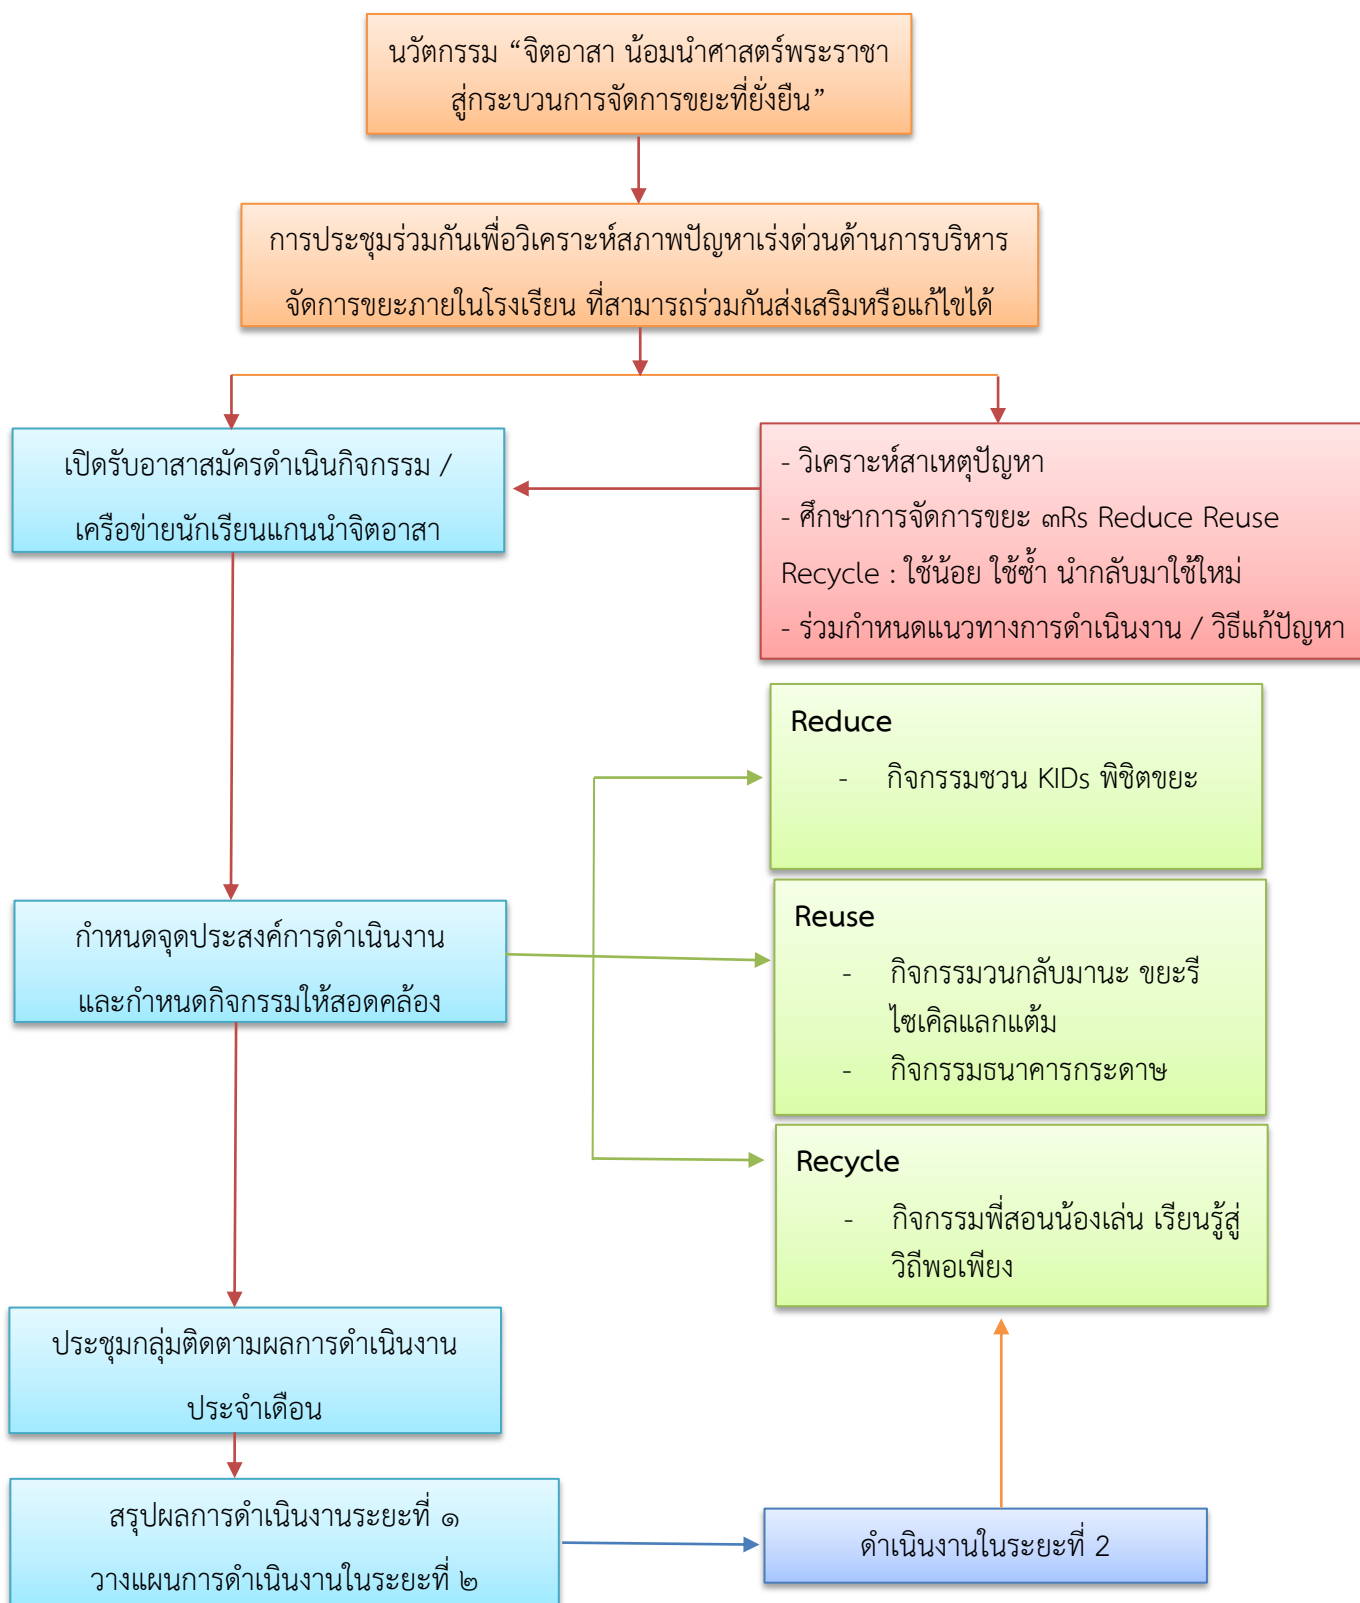 นวัตกรรม “จิตอาสา น้อมนำศาสตร์พระราชา
สู่กระบวนการจัดการขยะที่ยั่งยืน”
การประชุมร่วมกันเพื่อวิเคราะห์สภาพปัญหาเร่งด่วนด้านการบริหาร
จัดการขยะภายในโรงเรียน ที่สามารถร่วมกันส่งเสริมหรือแก้ไขได้
เปิดรับอาสาสมัครดำเนินกิจกรรม /
เครือข่ายนักเรียนแกนนำจิตอาสา
- วิเคราะห์สาเหตุปัญหา
- ศึกษาการจัดการขยะ ๓Rs Reduce Reuse
Recycle : ใช้น้อย ใช้ซ้ำ นำกลับมาใช้ใหม่
- ร่วมกำหนดแนวทางการดำเนินงาน / วิธีแก้ปัญหา
Reduce
- กิจกรรมชวน KIDs พิชิตขยะ
กำหนดจุดประสงค์การดำเนินงาน
และกำหนดกิจกรรมให้สอดคล้อง
Reuse
- กิจกรรมวนกลับมานะ ขยะรี
ไซเคิลแลกแต้ม
- กิจกรรมธนาคารกระดาษ
Recycle
- กิจกรรมพี่สอนน้องเล่น เรียนรู้สู่
วิถีพอเพียง
ประชุมกลุ่มติดตามผลการดำเนินงาน
ประจำเดือน
สรุปผลการดำเนินงานระยะที่ ๑
วางแผนการดำเนินงานในระยะที่ ๒
ดำเนินงานในระยะที่ 2